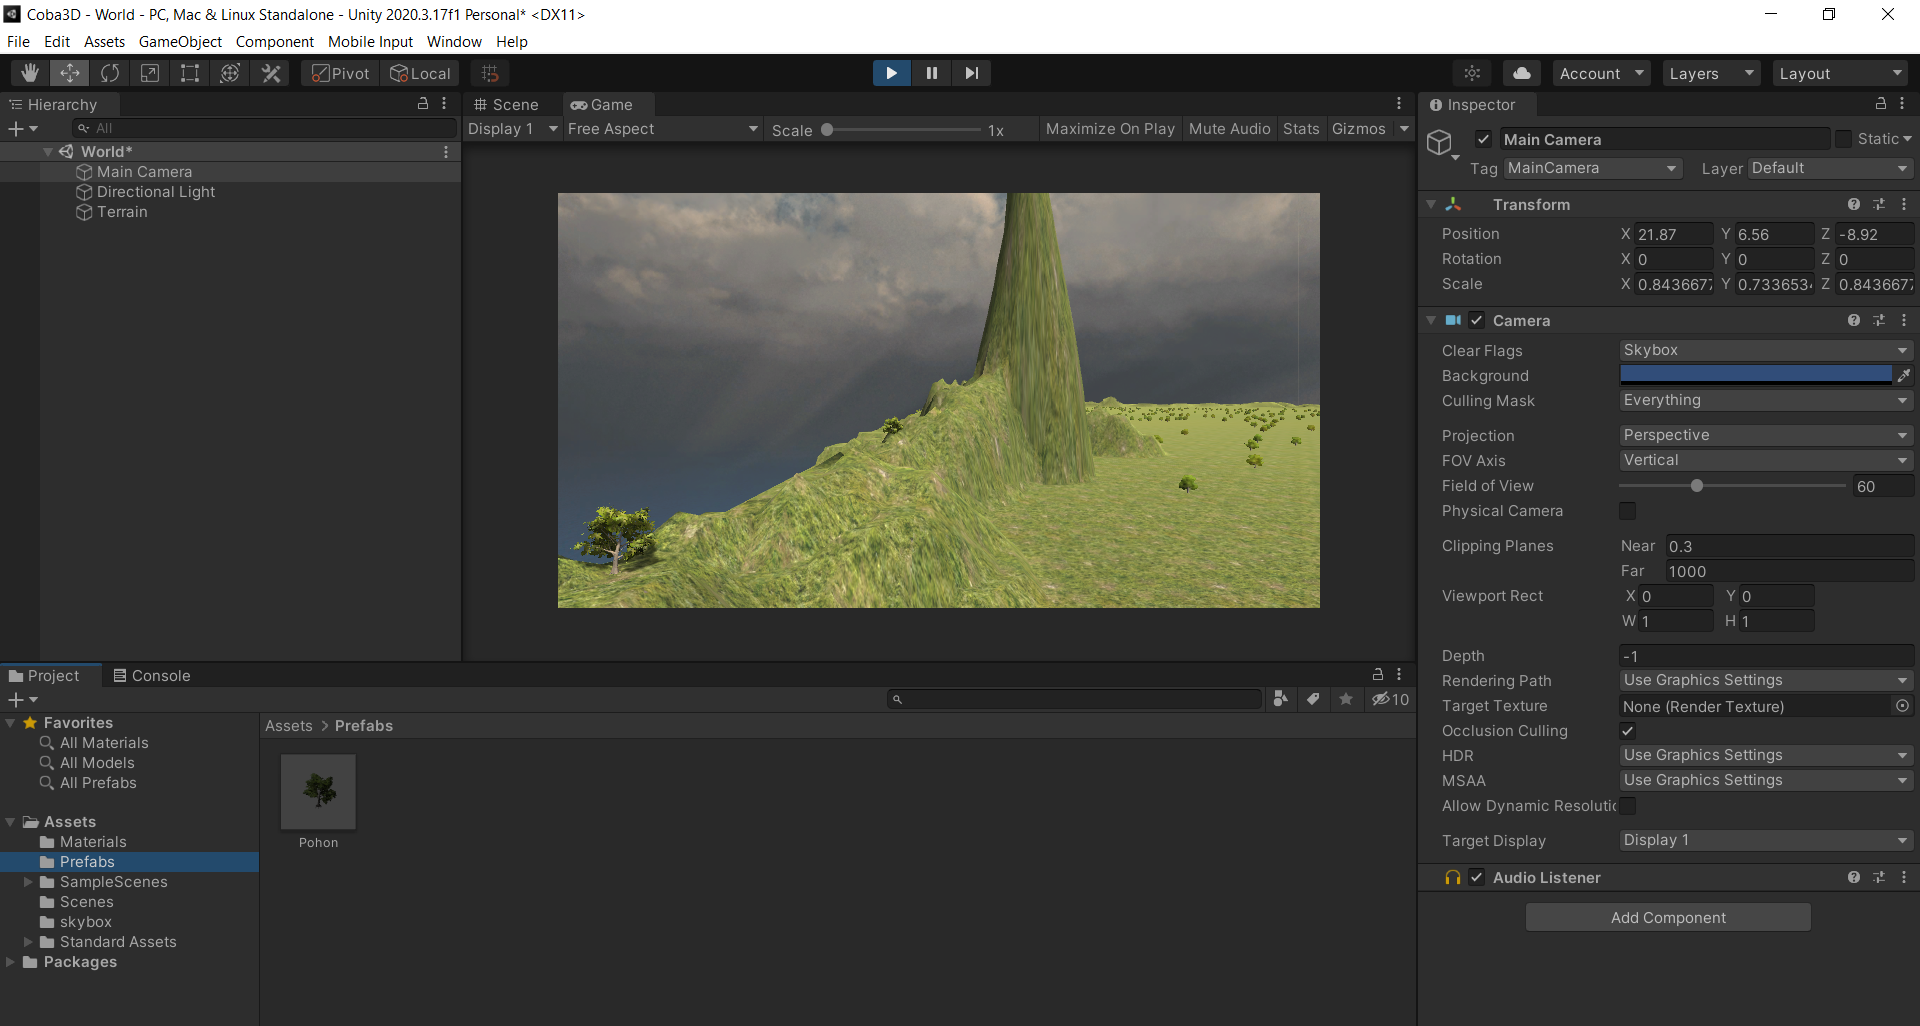 Coba3D - World - PC, Mac & Linux Standalone - Unity 2020.3.17f1 Personal* <DX11>
File Edit Assets GameObject Component Mobile Input Window Help
Pivot Local Account Layers Layout
Hierarchy
All
World*
Main Camera
Directional Light
Terrain
Scene Game
Display 1 Free Aspect Scale 1x Maximize On Play Mute Audio Stats Gizmos
Inspector
Main Camera Static
Tag MainCamera Layer Default
Transform
Position X 21.87 Y 6.56 Z -8.92
Rotation X 0 Y 0 Z 0
Scale X 0.8436677 Y 0.7336534 Z 0.8436677
Camera
Clear Flags Skybox
Background
Culling Mask Everything
Projection Perspective
FOV Axis Vertical
Field of View 60
Physical Camera
Clipping Planes Near 0.3
Far 1000
Viewport Rect X 0 Y 0
W 1 H 1
Depth -1
Rendering Path Use Graphics Settings
Target Texture None (Render Texture)
Occlusion Culling
HDR Use Graphics Settings
MSAA Use Graphics Settings
Allow Dynamic Resolutic
Target Display Display 1
Audio Listener
Add Component
Project Console
10
Favorites
All Materials
All Models
All Prefabs
Assets
Materials
Prefabs
SampleScenes
Scenes
skybox
Standard Assets
Packages
Assets > Prefabs
Pohon